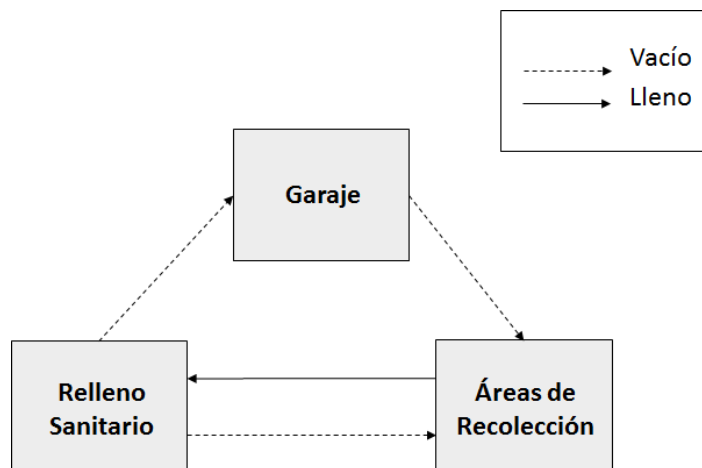 Vacío
Lleno
Garaje
Relleno
Sanitario
Áreas de
Recolección